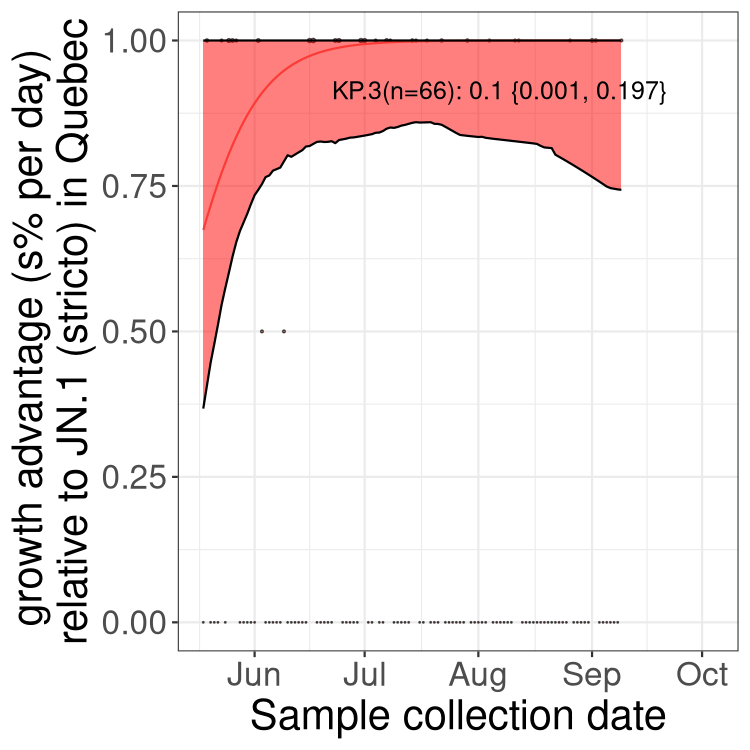 growth advantage (s% per day)
relative to JN.1 (stricto) in Quebec
1.00
0.75
0.50
0.25
0.00
KP.3(n=66): 0.1 {0.001, 0.197}
Jun Jul Aug Sep Oct
Sample collection date